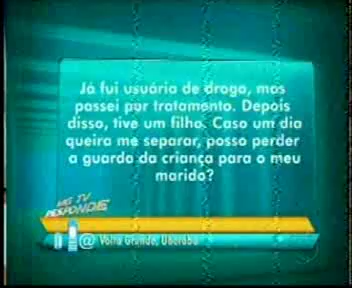 Já fui usuária de droga, mas
passei por tratamento. Depois
disso, tive um filho. Caso um dia
queira me separar, posso perder
a guarda da criança para o meu
marido?
MG TV
RESPONDE
@ Volta Grande, Uberaba